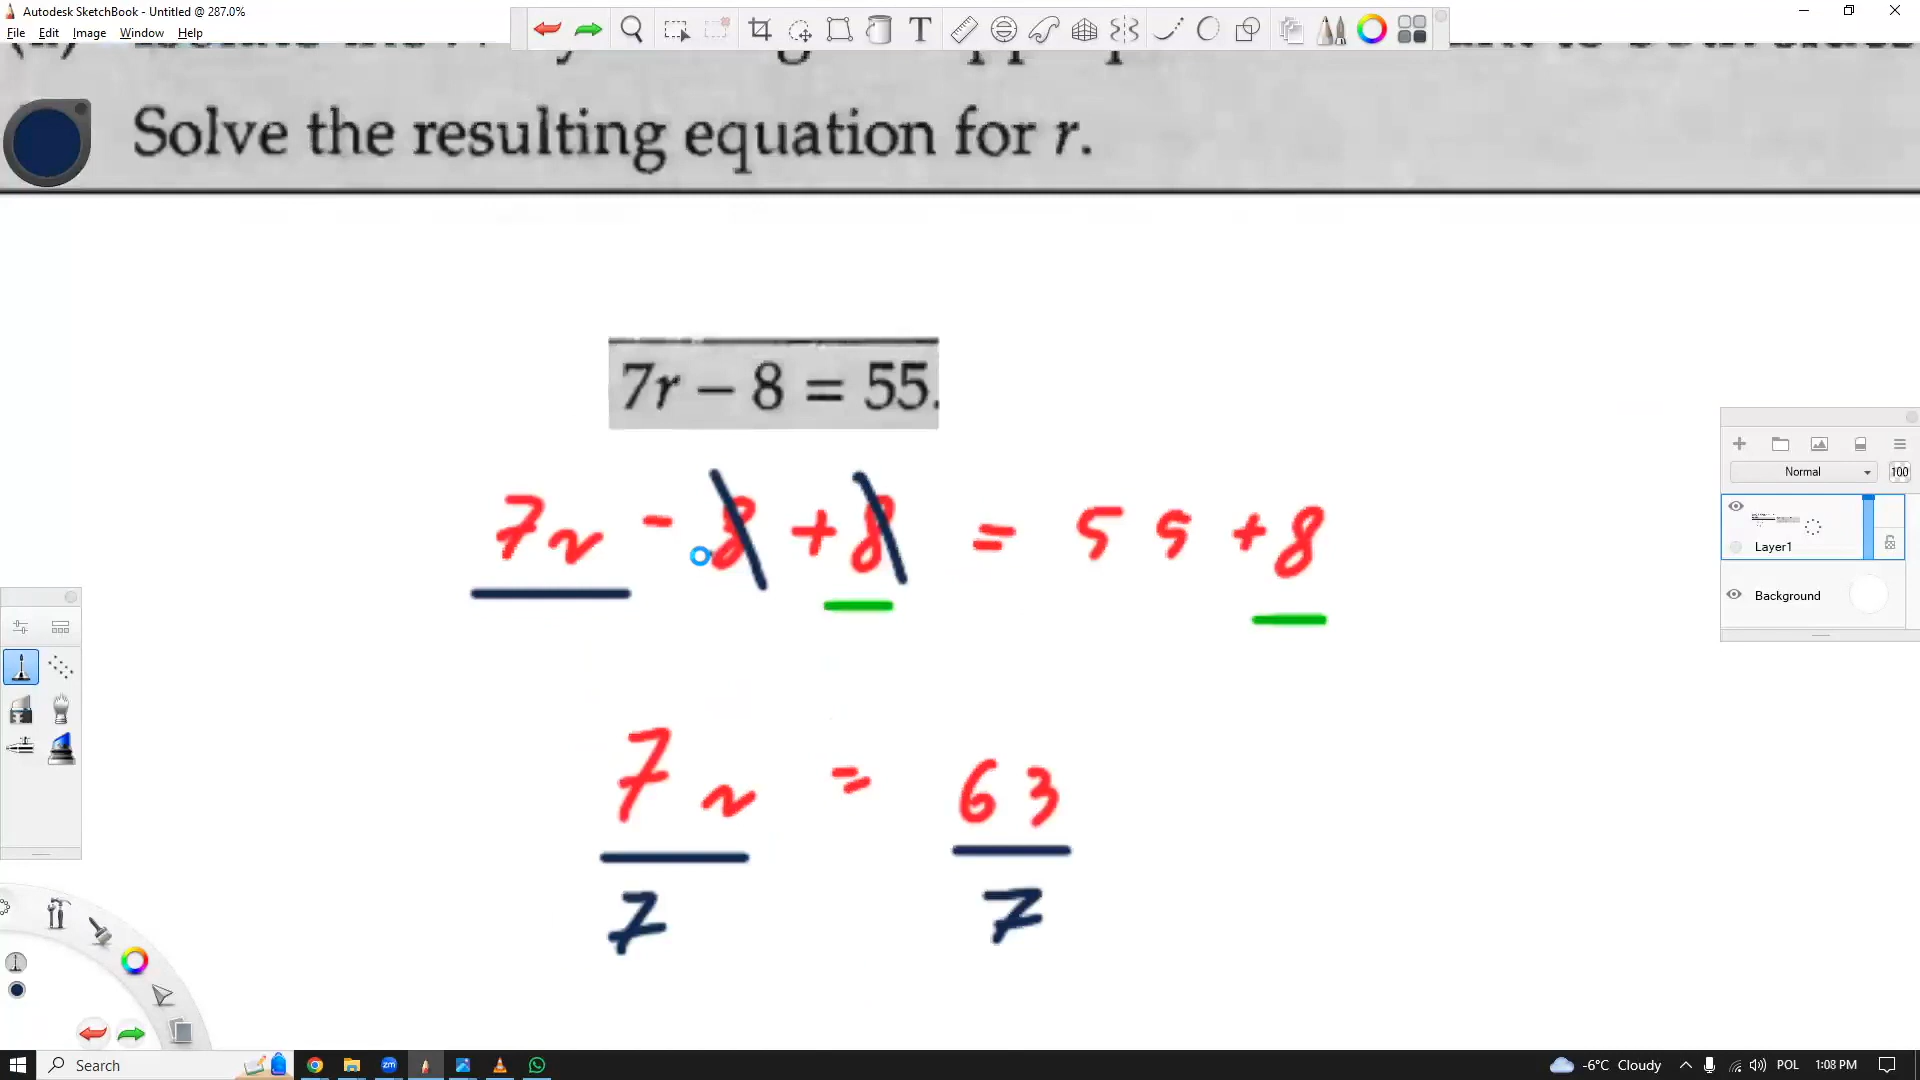 Autodesk SketchBook - Untitled @ 287.0%
File Edit Image Window Help
T
Solve the resulting equation for r.
7r – 8 = 55.
7r - 8 + 8 = 55 + 8
7r = 63
7 7
Normal 100
Layer1
Background
Search
-6°C Cloudy
POL
1:08 PM
zm